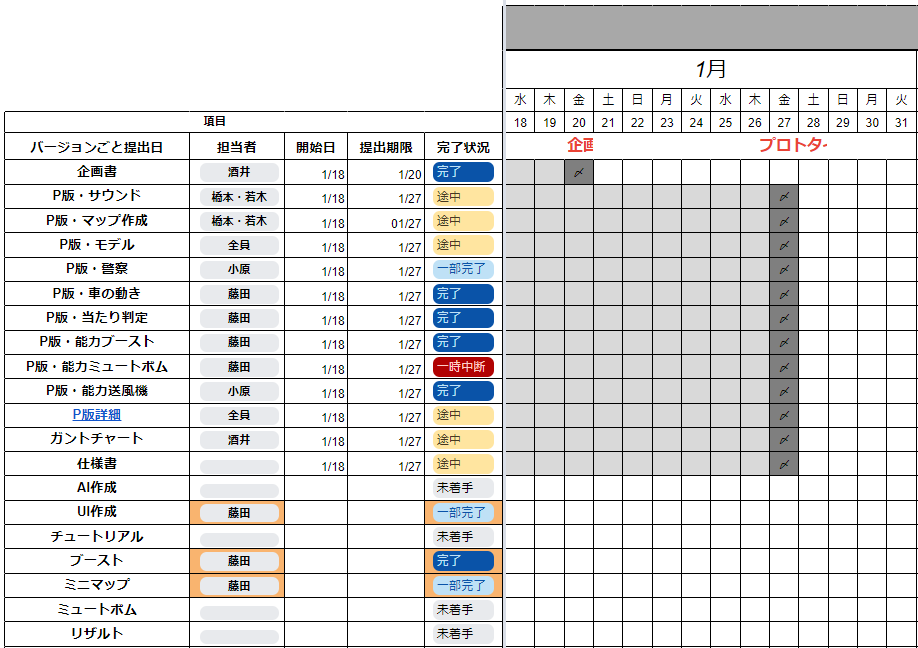 1月
水 木 金 土 日 月 火 水 木 金 土 日 月 火
項目 18 19 20 21 22 23 24 25 26 27 28 29 30 31
バージョンごと提出日 担当者 開始日 提出期限 完了状況 企画 プロトタ
企画書 酒井 1/18 1/20 完了 〆
P版・サウンド 橋本・若木 1/18 1/27 途中 〆
P版・マップ作成 橋本・若木 1/18 01/27 途中 〆
P版・モデル 全員 1/18 1/27 途中 〆
P版・警察 小原 1/18 1/27 一部完了 〆
P版・車の動き 藤田 1/18 1/27 完了 〆
P版・当たり判定 藤田 1/18 1/27 完了 〆
P版・能力ブースト 藤田 1/18 1/27 完了 〆
P版・能力ミュートボム 藤田 1/18 1/27 一時中断 〆
P版・能力送風機 小原 1/18 1/27 完了 〆
P版詳細 全員 1/18 1/27 途中 〆
ガントチャート 酒井 1/18 1/27 途中 〆
仕様書 1/18 1/27 途中 〆
AI作成 未着手
UI作成 藤田 一部完了
チュートリアル 未着手
ブースト 藤田 完了
ミニマップ 藤田 一部完了
ミュートボム 未着手
リザルト 未着手